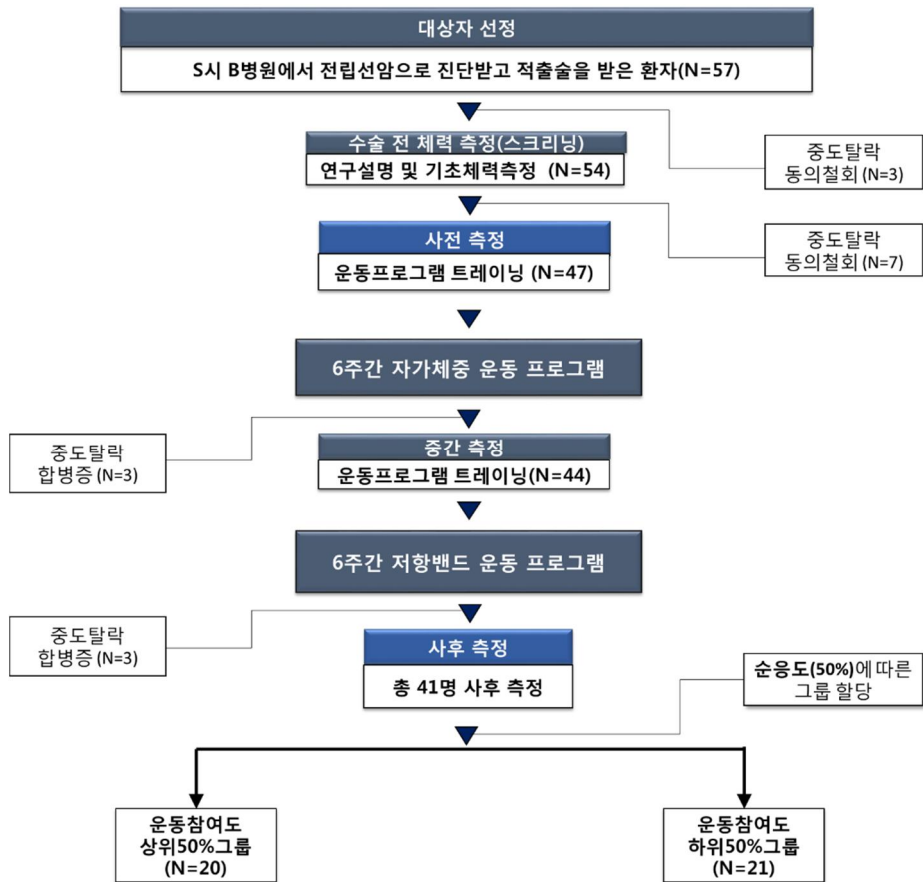 대상자 선정
S시 B병원에서 전립선암으로 진단받고 적출술을 받은 환자(N=57)
수술 전 체력 측정(스크리닝)
연구설명 및 기초체력측정 (N=54)
중도탈락
동의철회(N=3)
사전 측정
운동프로그램 트레이닝 (N=47)
중도탈락
동의철회(N=7)
6주간 자가체중 운동 프로그램
중도탈락
합병증(N=3)
중간 측정
운동프로그램 트레이닝(N=44)
6주간 저항밴드 운동 프로그램
중도탈락
합병증(N=3)
사후 측정
총 41명 사후 측정
순응도(50%)에 따른
그룹 할당
운동참여도
상위50%그룹
(N=20)
운동참여도
하위50%그룹
(N=21)